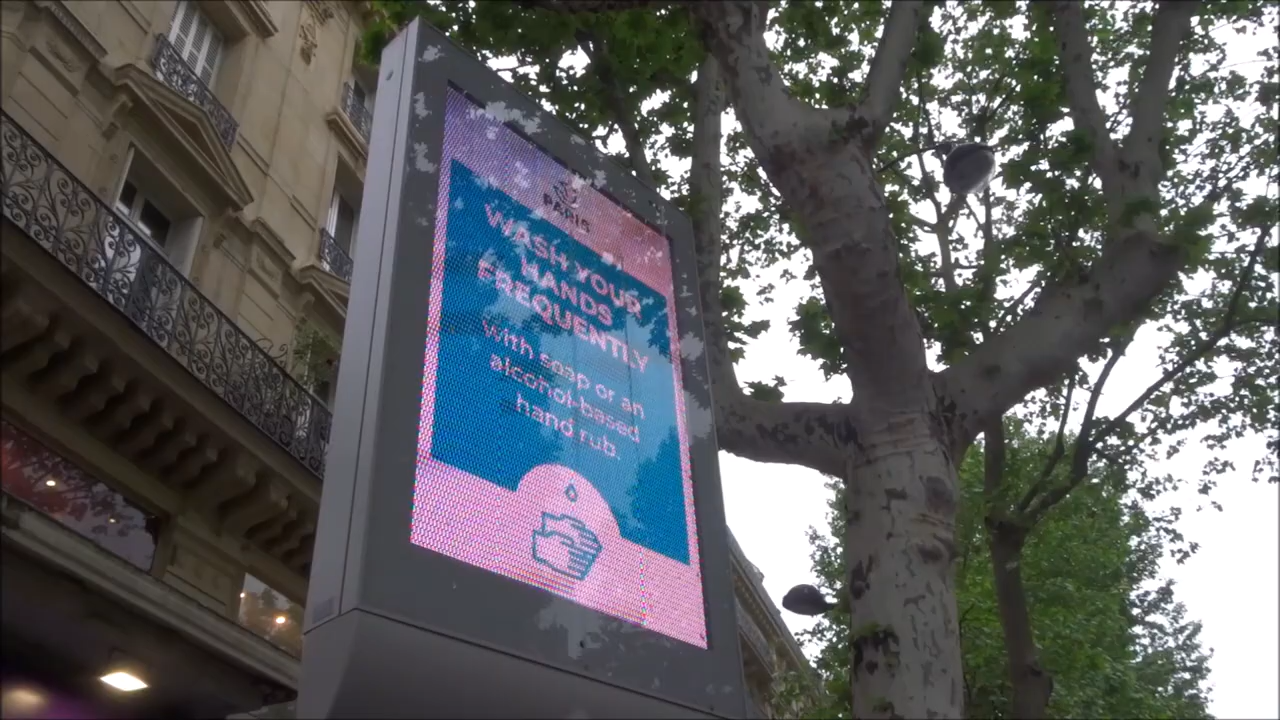 PARIS
WASH YOUR
HANDS
FREQUENTLY
with soap or an
alcohol-based
hand rub.